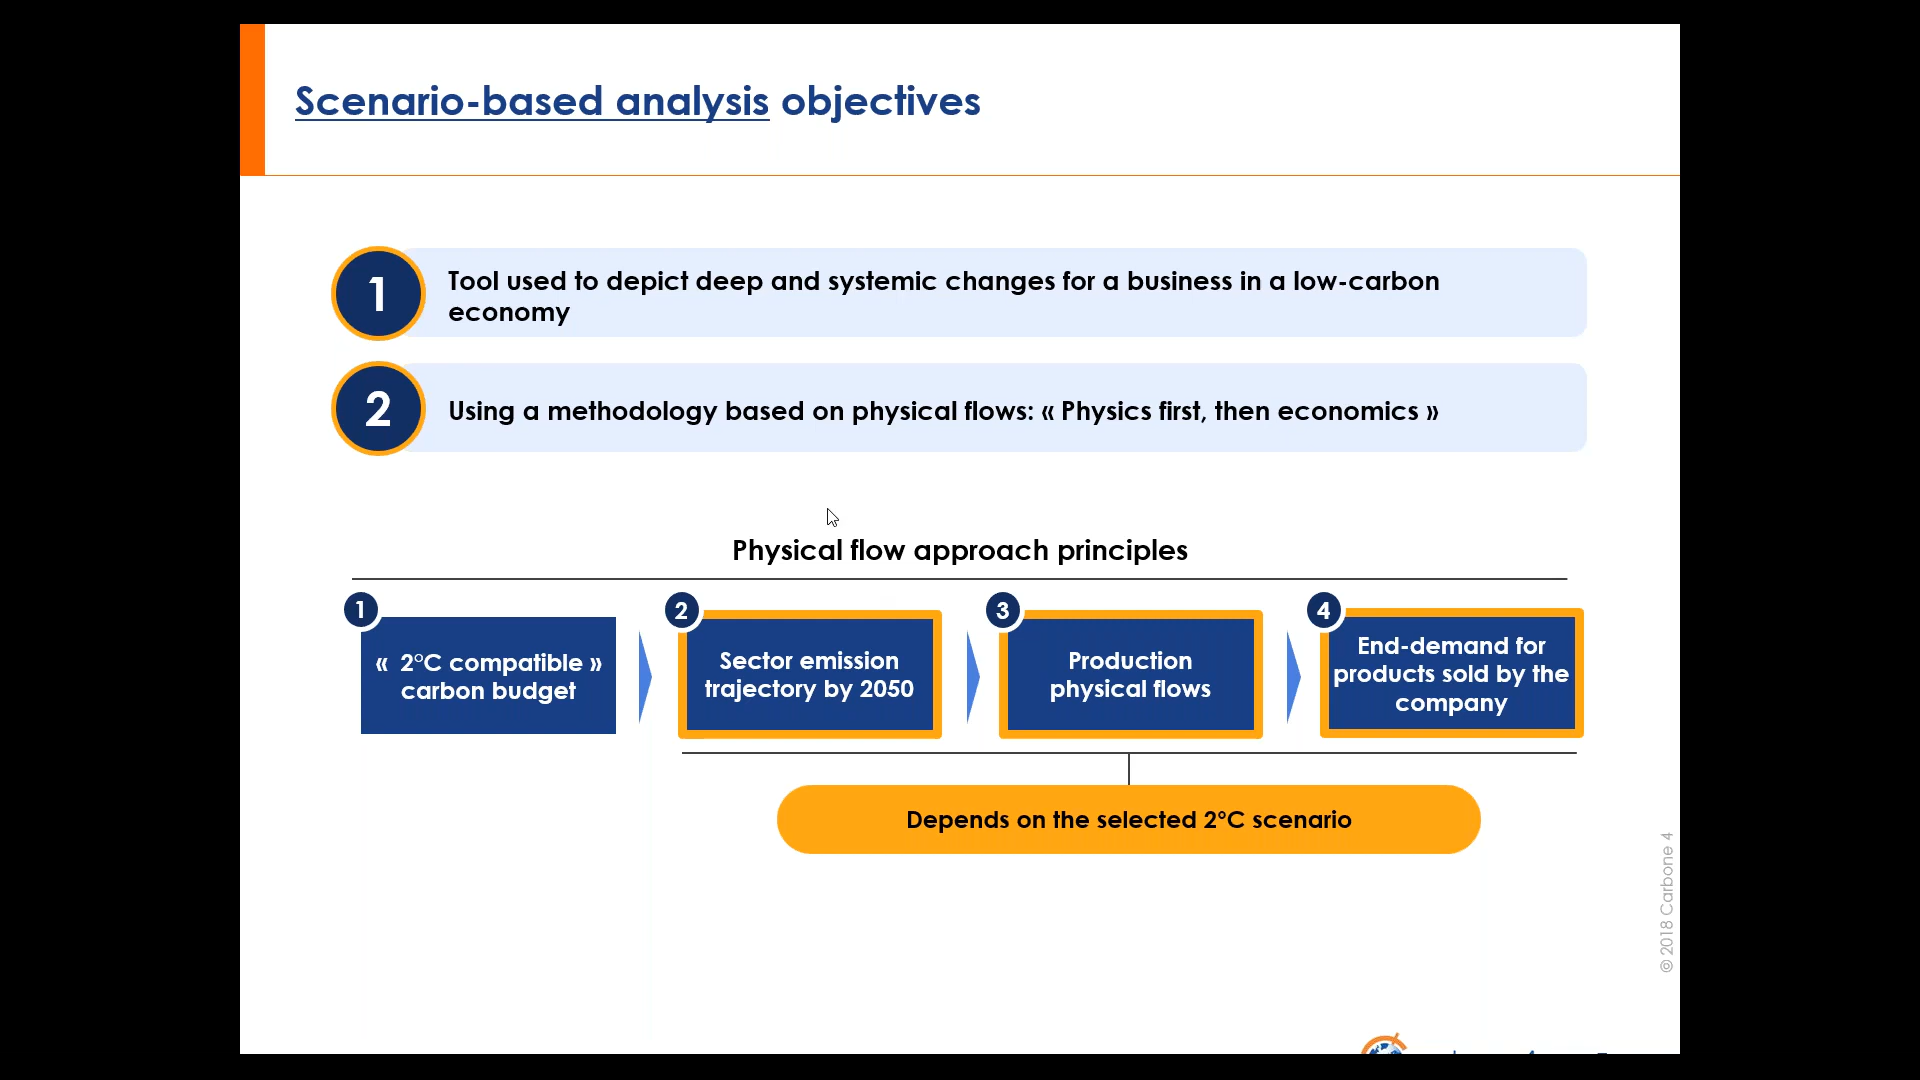 Scenario-based analysis objectives
1
Tool used to depict deep and systemic changes for a business in a low-carbon
economy
2
Using a methodology based on physical flows: « Physics first, then economics »
Physical flow approach principles
1
« 2°C compatible »
carbon budget
2
Sector emission
trajectory by 2050
3
Production
physical flows
4
End-demand for
products sold by the
company
Depends on the selected 2°C scenario
© 2018 Carbone 4